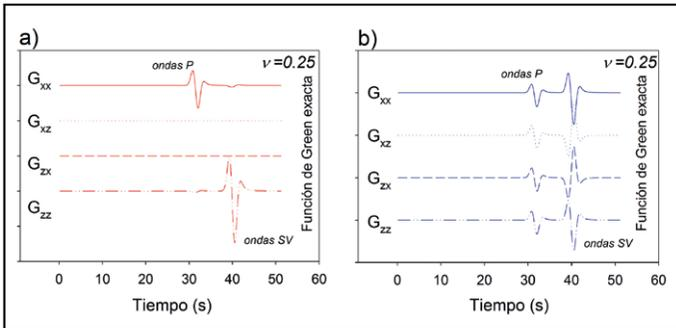 a)
ondas P
ν=0.25
G_xx
G_xz
G_zx
G_zz
ondas SV
Función de Green exacta
0 10 20 30 40 50 60
Tiempo (s)
b)
ondas P
ν=0.25
G_xx
G_xz
G_zx
G_zz
ondas SV
Función de Green exacta
0 10 20 30 40 50 60
Tiempo (s)